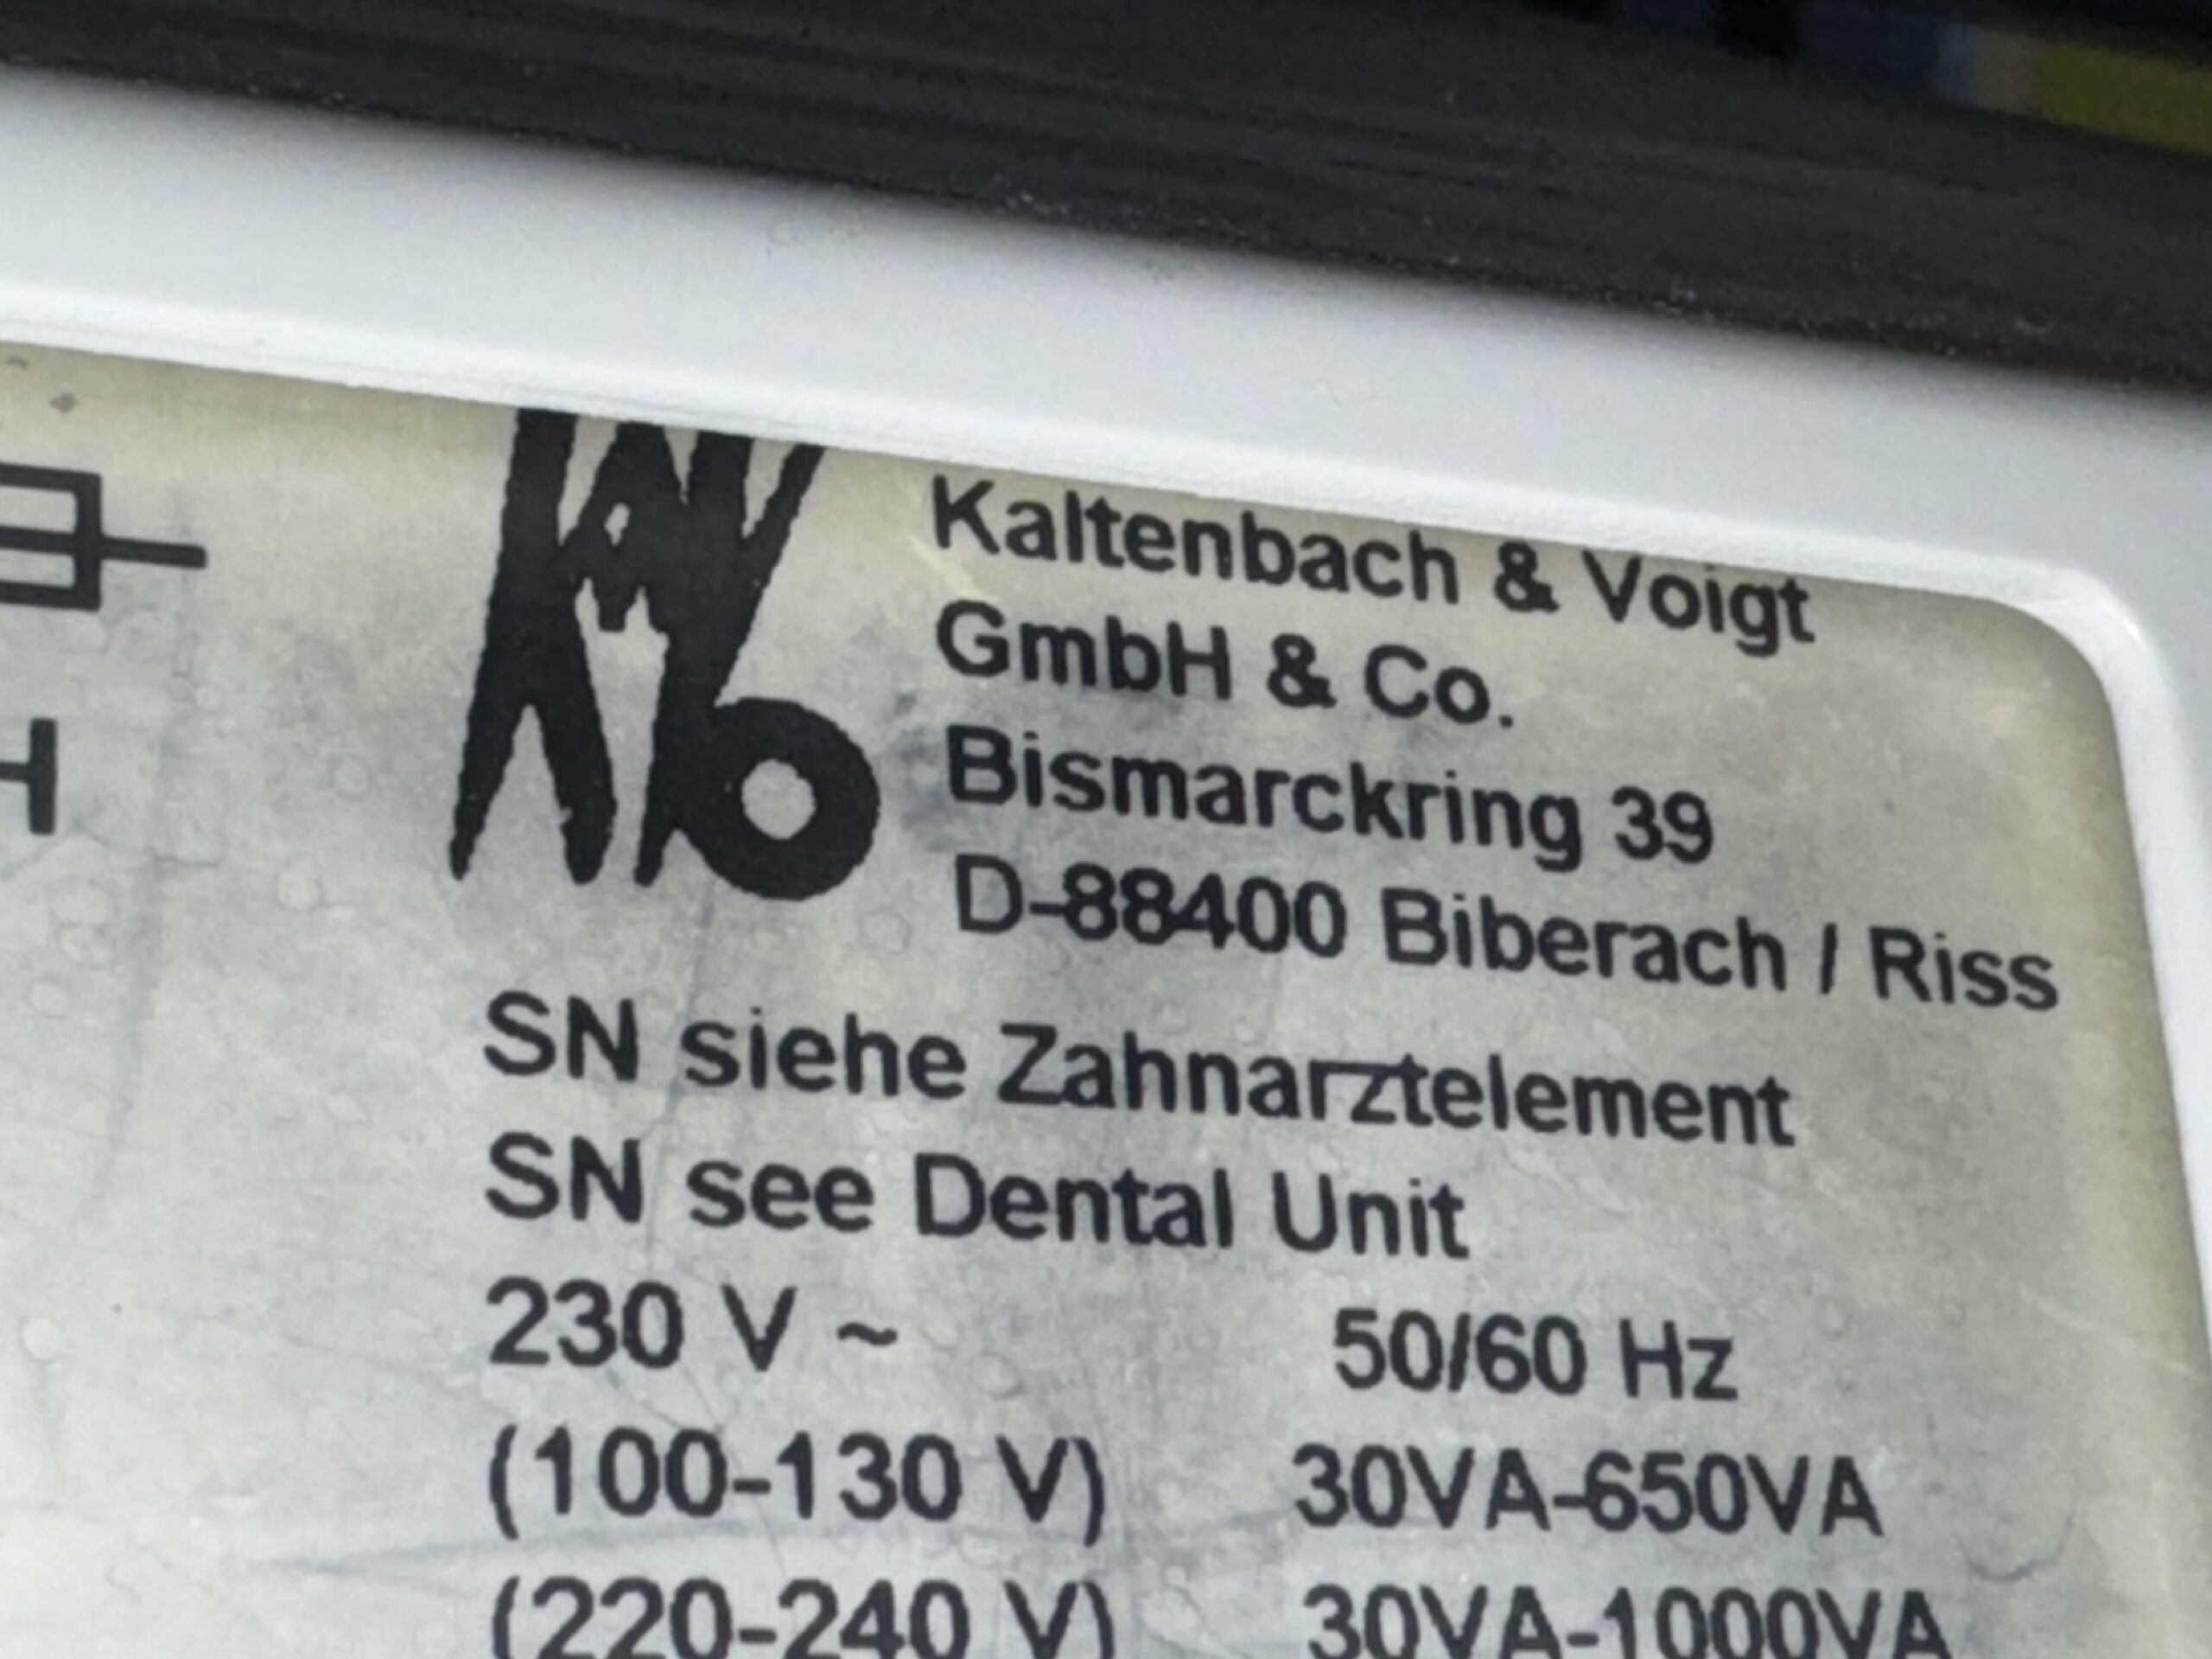 KaVo
Kaltenbach & Voigt
GmbH & Co.
Bismarckring 39
D-88400 Biberach / Riss
SN siehe Zahnarztelement
SN see Dental Unit
230 V ~ 50/60 Hz
(100-130 V) 30VA-650VA
(220-240 V) 30VA-1000VA